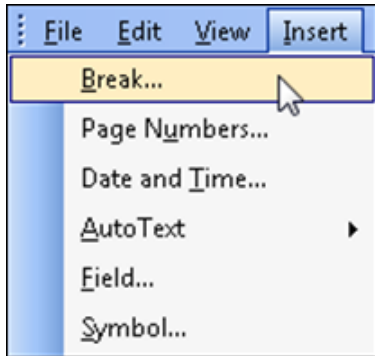 File Edit View Insert
Break...
Page Numbers...
Date and Time...
AutoText
Field...
Symbol...